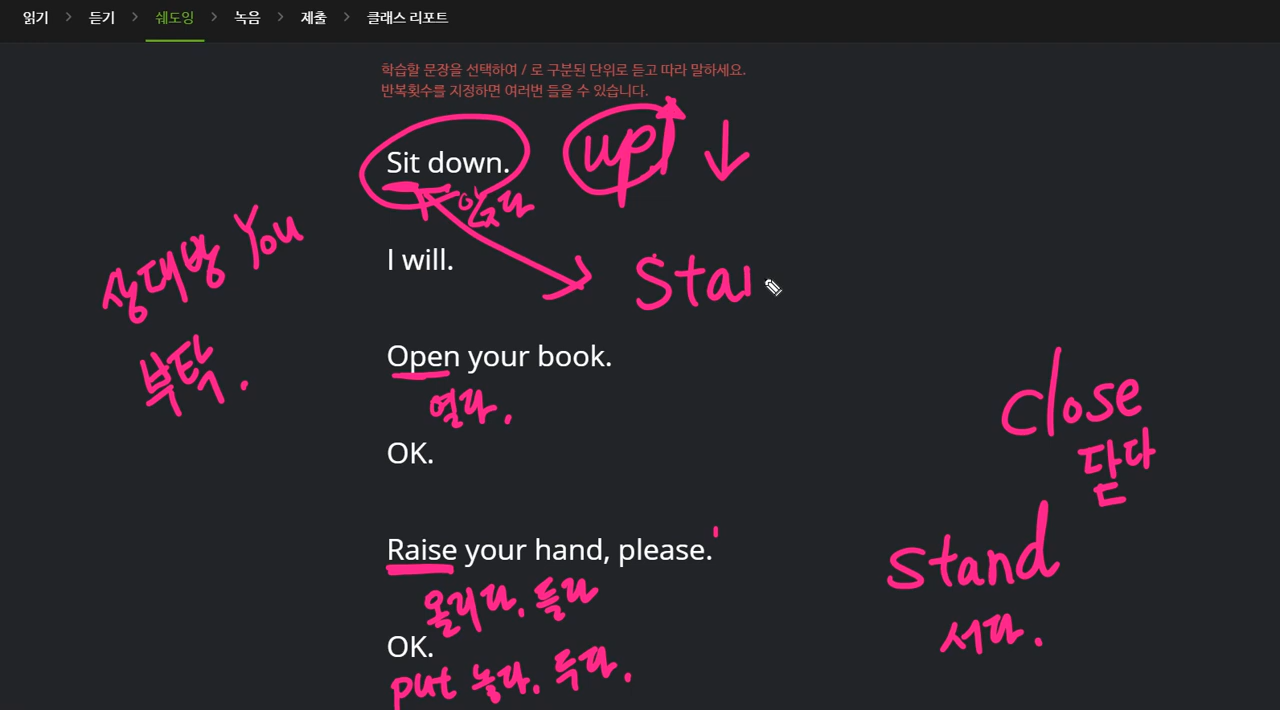 읽기 > 듣기 > 쉐도잉 > 녹음 > 제출 > 클래스 리포트
학습할 문장을 선택하여 / 로 구분된 단위로 듣고 따라 말하세요.
반복횟수를 지정하면 여러번 들을 수 있습니다.
Sit down. up
앉다
상대방 You
I will. Stan
부탁.
Open your book.
열다.
close
닫다
OK.
Raise your hand, please.
Stand
올리다. 들다
서다.
OK.
put 놓다. 두다.